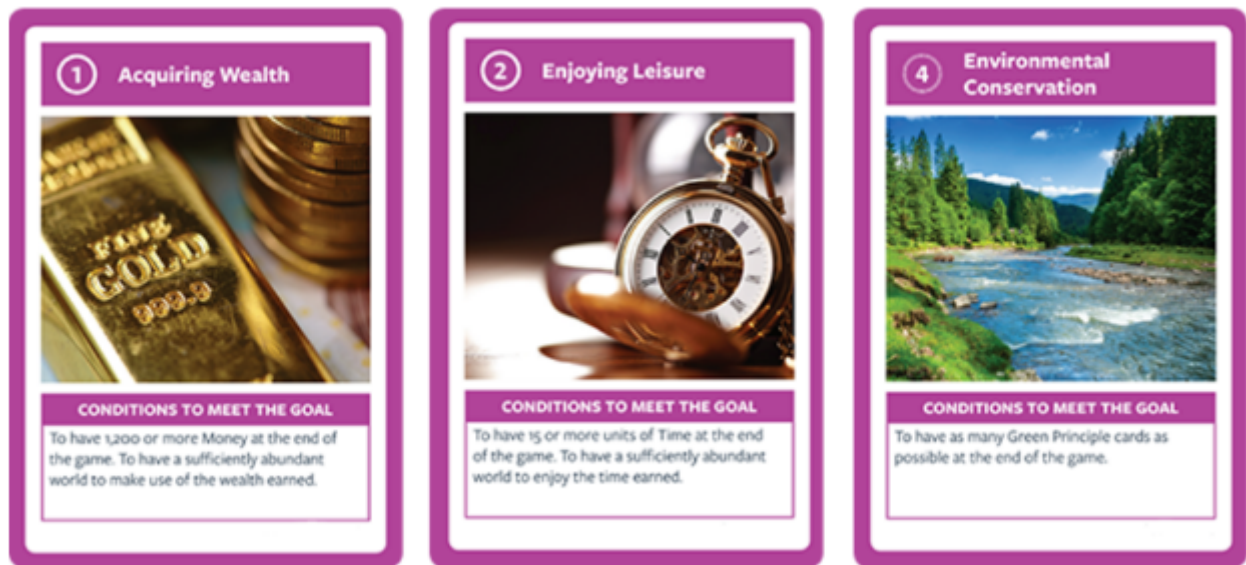 1 Acquiring Wealth
FINE
GOLD
999.9
CONDITIONS TO MEET THE GOAL
To have 1,200 or more Money at the end of
the game. To have a sufficiently abundant
world to make use of the wealth earned.
2 Enjoying Leisure
CONDITIONS TO MEET THE GOAL
To have 15 or more units of Time at the end
of the game. To have a sufficiently abundant
world to enjoy the time earned.
4 Environmental
Conservation
CONDITIONS TO MEET THE GOAL
To have as many Green Principle cards as
possible at the end of the game.